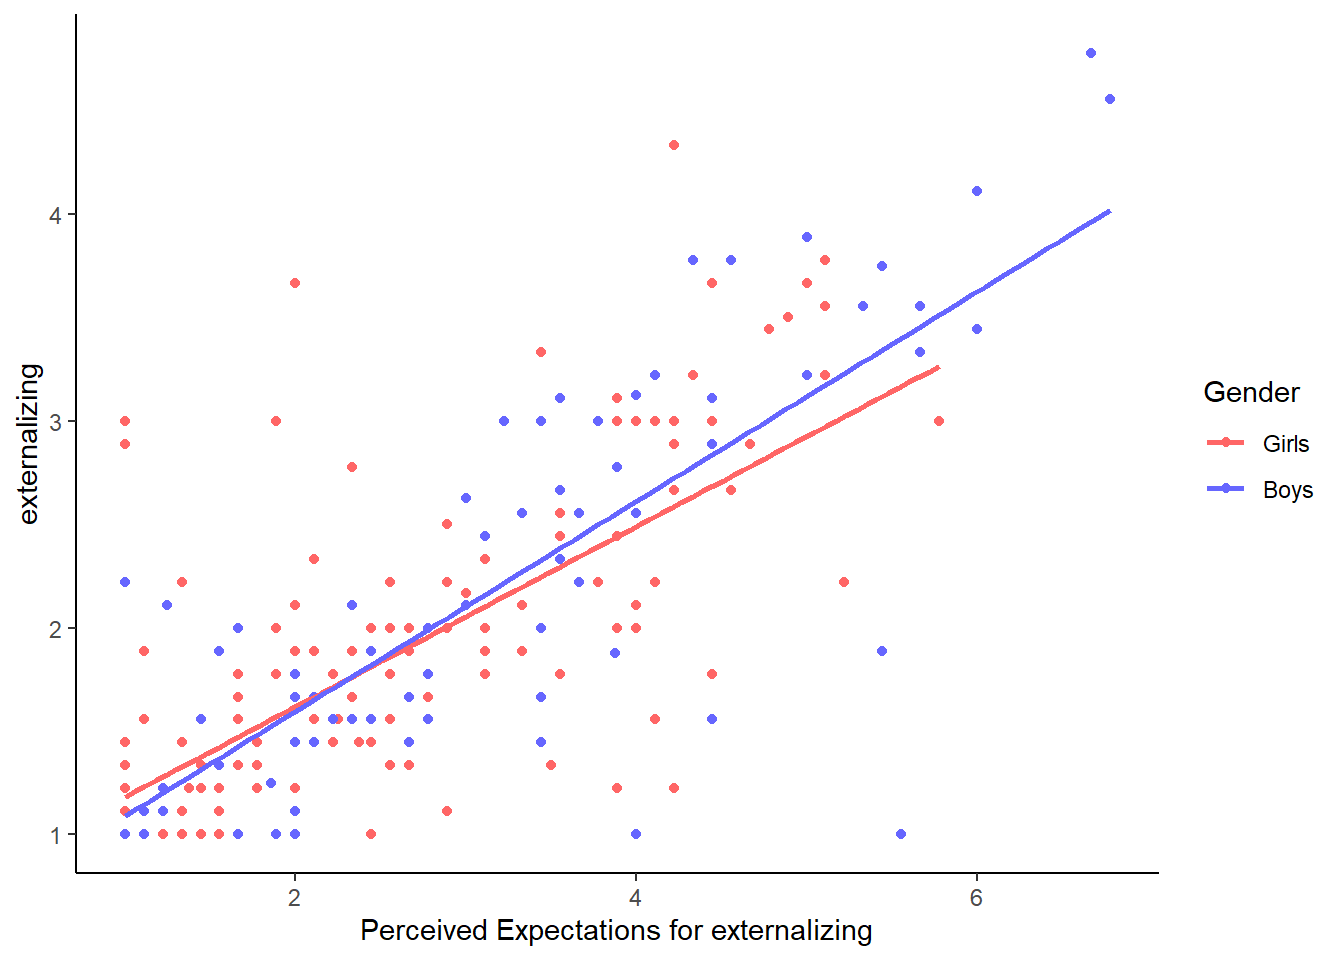 externalizing
4
3
2
1
2
4
6
Perceived Expectations for externalizing
Gender
Girls
Boys